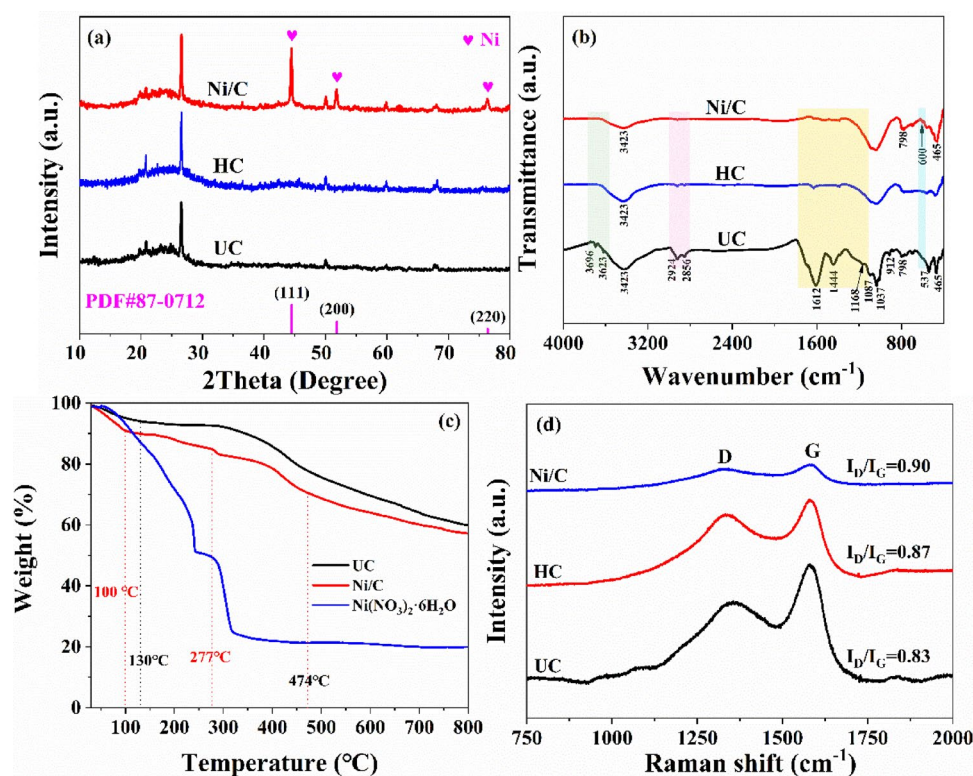 (a)
♥ Ni
Ni/C
HC
UC
PDF#87-0712
(111)
(200)
(220)
Intensity (a.u.)
10 20 30 40 50 60 70 80
2Theta (Degree)
(b)
Ni/C
3423
798
600
465
HC
3423
UC
3696
3623
3423
2924
2856
1612
1444
1168
1087
1037
912
798
537
465
Transmittance (a.u.)
4000 3200 2400 1600 800
Wavenumber (cm⁻¹)
(c)
100
80
60
40
20
0
UC
Ni/C
Ni(NO₃)₂·6H₂O
100 ℃
130℃
277℃
474℃
Weight (%)
100 200 300 400 500 600 700 800
Temperature (℃)
(d)
D
G
Ni/C
I_D/I_G=0.90
HC
I_D/I_G=0.87
UC
I_D/I_G=0.83
Intensity (a.u.)
750 1000 1250 1500 1750 2000
Raman shift (cm⁻¹)